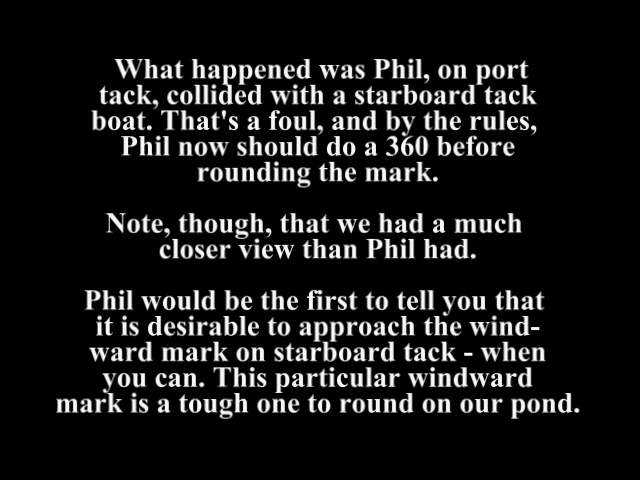 What happened was Phil, on port
tack, collided with a starboard tack
boat. That's a foul, and by the rules,
Phil now should do a 360 before
rounding the mark.
Note, though, that we had a much
closer view than Phil had.
Phil would be the first to tell you that
it is desirable to approach the wind-
ward mark on starboard tack - when
you can. This particular windward
mark is a tough one to round on our pond.